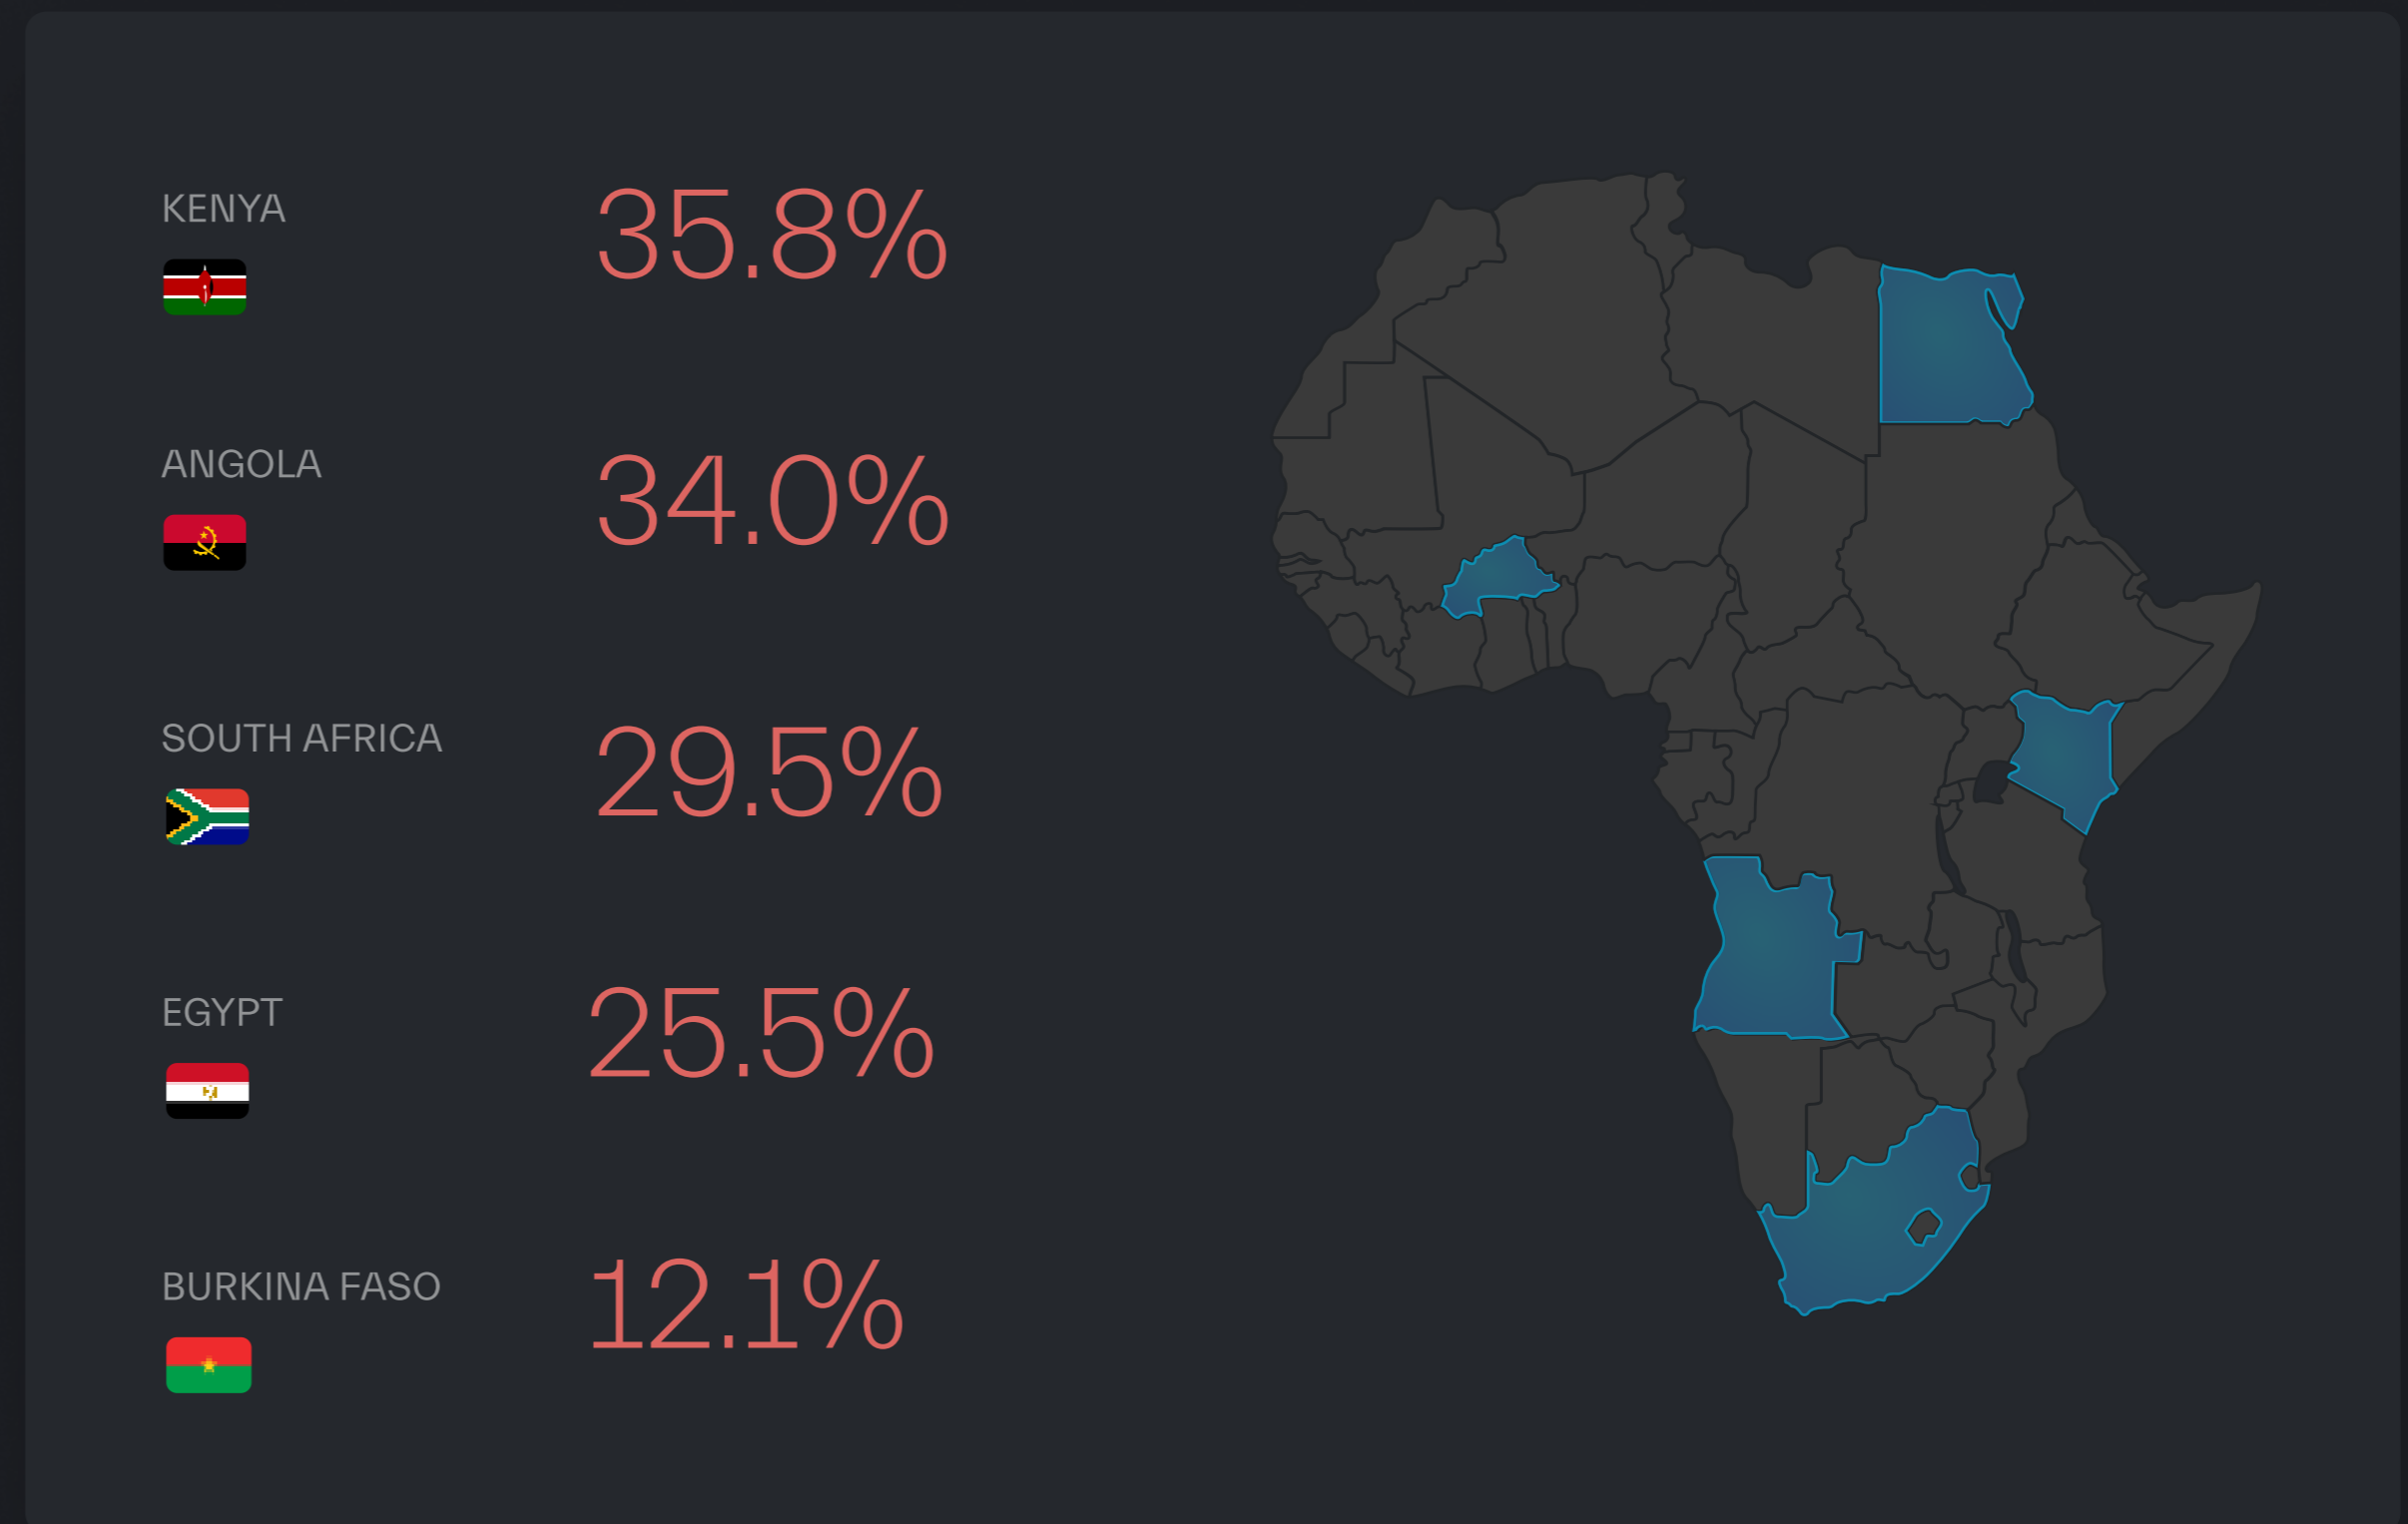 KENYA
35.8%
ANGOLA
34.0%
SOUTH AFRICA
29.5%
EGYPT
25.5%
BURKINA FASO
12.1%